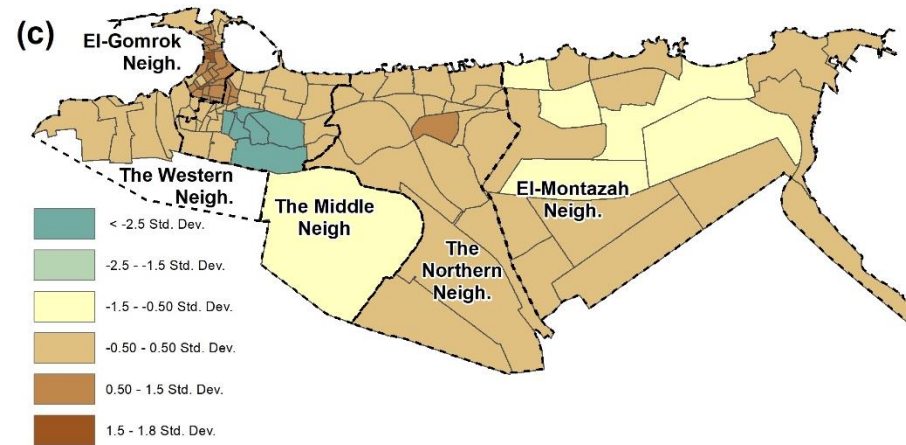 (c)
El-Gomrok
Neigh.
The Western
Neigh.
The Middle
Neigh
The
Northern
Neigh.
El-Montazah
Neigh.
< -2.5 Std. Dev.
-2.5 - -1.5 Std. Dev.
-1.5 - -0.50 Std. Dev.
-0.50 - 0.50 Std. Dev.
0.50 - 1.5 Std. Dev.
1.5 - 1.8 Std. Dev.